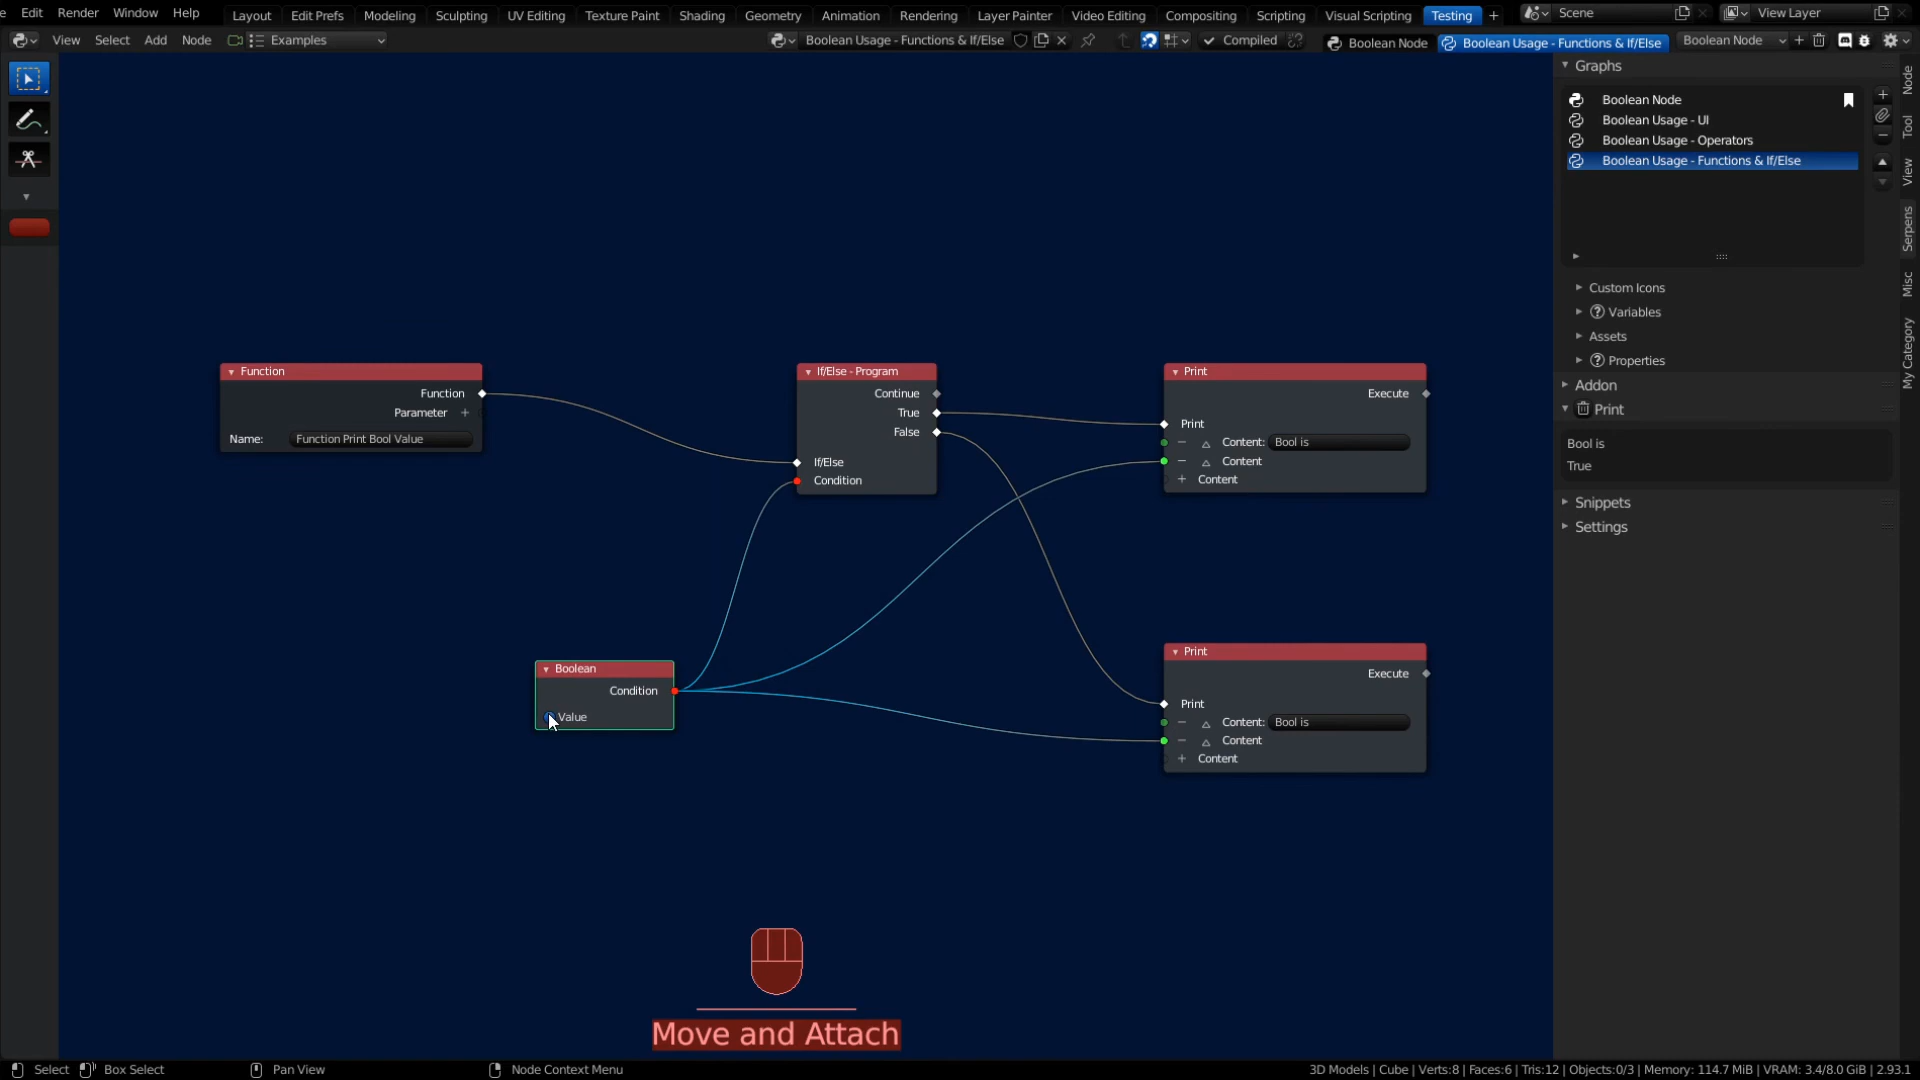 Edit Render Window Help Layout Edit Prefs Modeling Sculpting UV Editing Texture Paint Shading Geometry Animation Rendering Layer Painter Video Editing Compositing Scripting Visual Scripting Testing + Scene View Layer
View Select Add Node Examples Boolean Usage - Functions & If/Else Compiled Boolean Node Boolean Usage - Functions & If/Else Boolean Node
Graphs
Boolean Node
Boolean Usage - UI
Boolean Usage - Operators
Boolean Usage - Functions & If/Else
Custom Icons
Variables
Assets
Properties
Addon
Print
Bool is
True
Snippets
Settings
Node
Tool
View
Serpens
Misc
My Category
Function
Function
Parameter
Name: Function Print Bool Value
If/Else - Program
Continue
True
False
If/Else
Condition
Print
Execute
Print
Content: Bool is
Content
Content
Boolean
Condition
Value
Print
Execute
Print
Content: Bool is
Content
Content
Move and Attach
Select Box Select Pan View Node Context Menu 3D Models | Cube | Verts:8 | Faces:6 | Tris:12 | Objects:0/3 | Memory: 114.7 MiB | VRAM: 3.4/8.0 GiB | 2.93.1